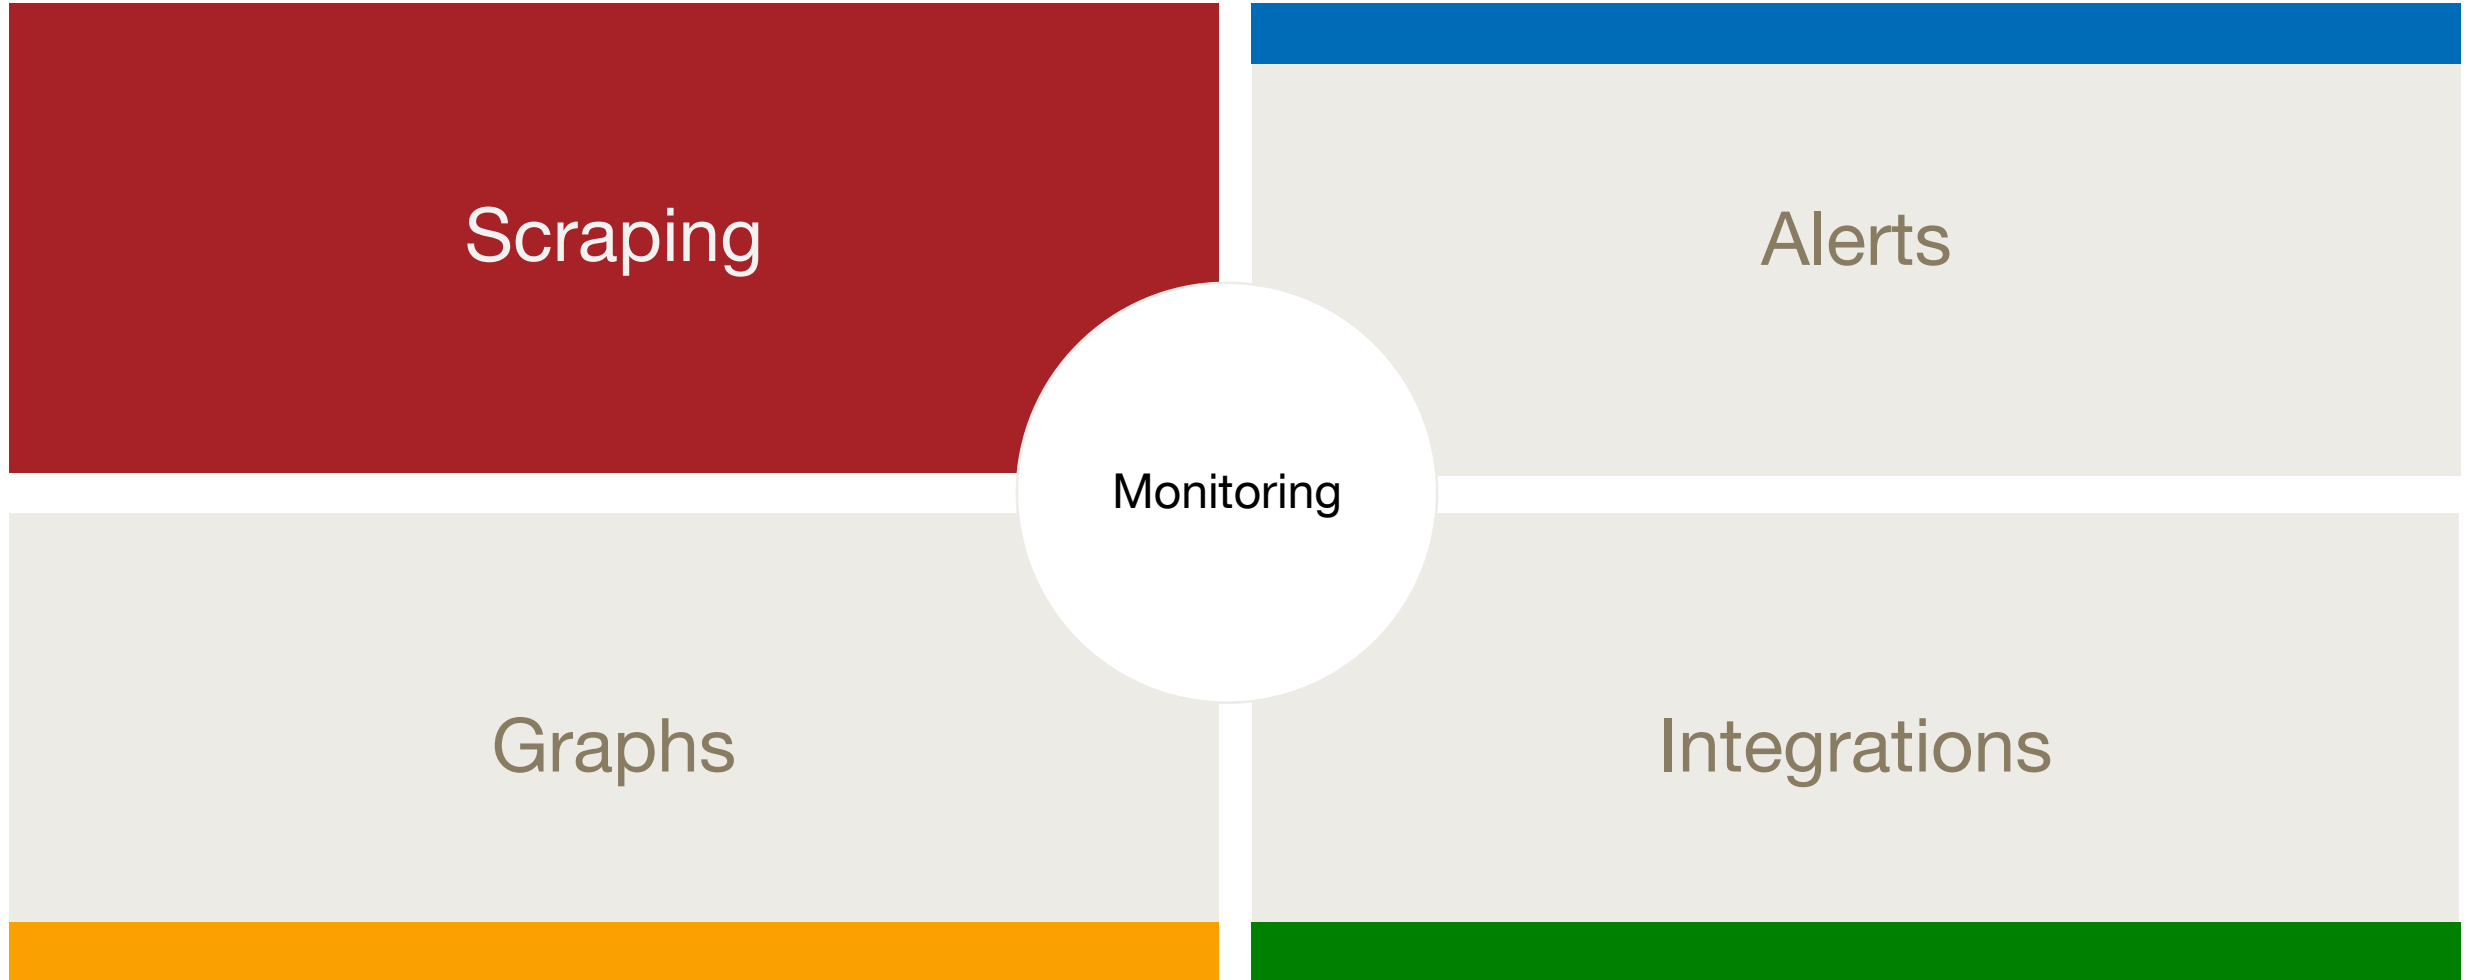 Scraping
Alerts
Monitoring
Graphs
Integrations